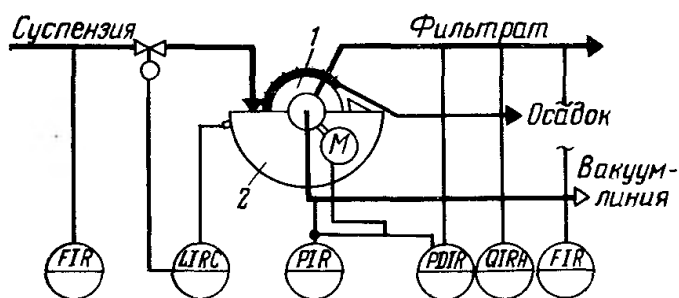 Суспензия
1
Фильтрат
Осадок
M
2
Вакуум-
линия
FIR
LIRC
PIR
PDIR
QIRA
FIR